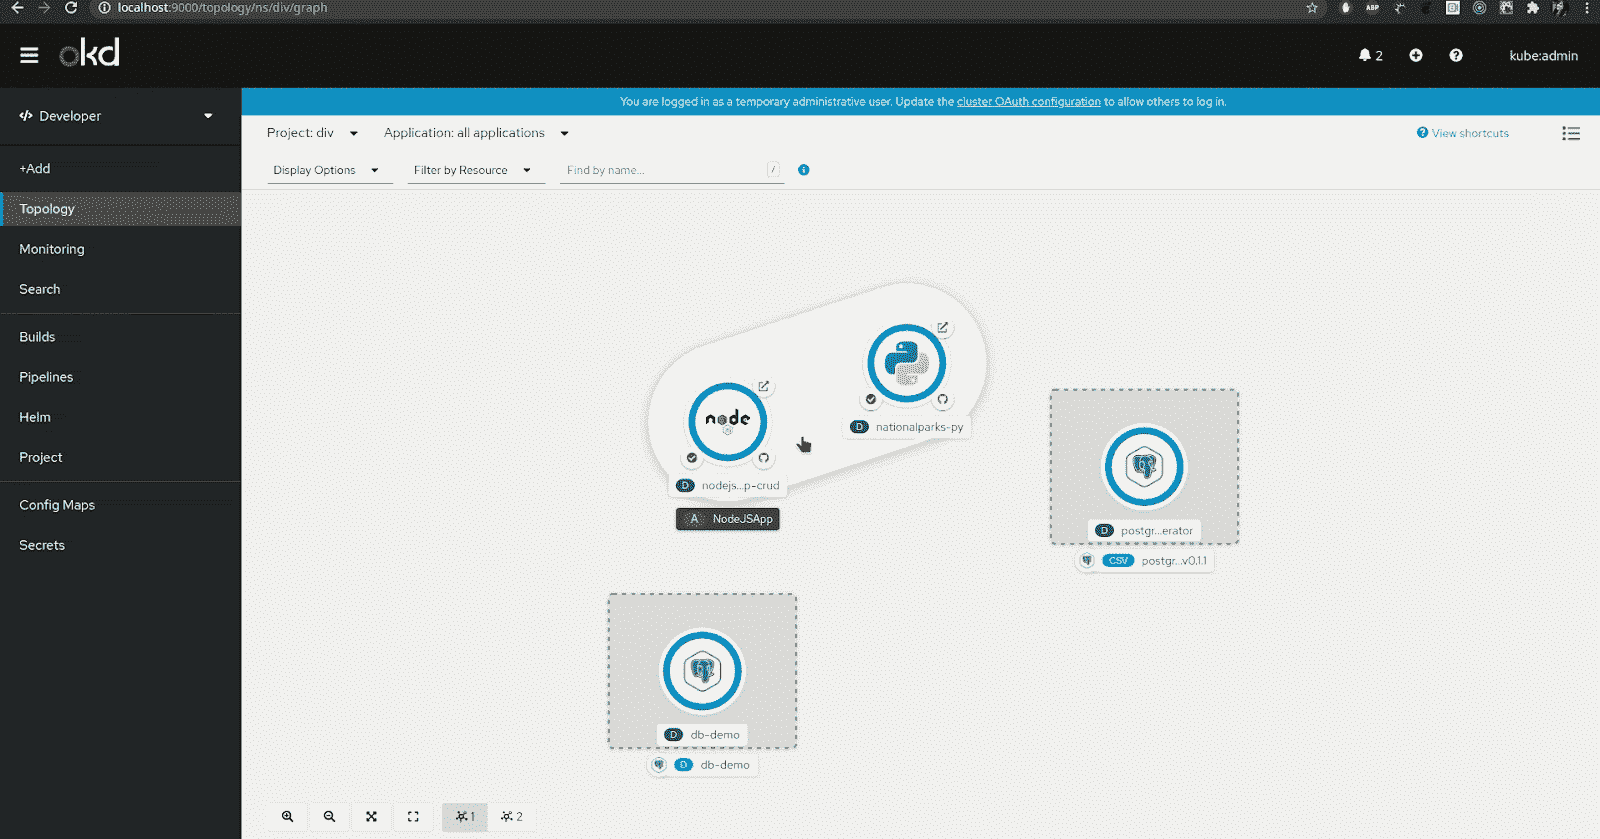 localhost:9000/topology/ns/div/graph
ABP
okd
2
kube:admin
You are logged in as a temporary administrative user. Update the cluster OAuth configuration to allow others to log in.
Developer
Project: div
Application: all applications
View shortcuts
Display Options
Filter by Resource
Find by name...
/
+Add
Topology
Monitoring
Search
Builds
Pipelines
Helm
Project
Config Maps
Secrets
D nationalparks-py
node
D nodejs...p-crud
A NodeJSApp
D postgr...erator
CSV postgr...v0.1.1
D db-demo
D db-demo
1
2